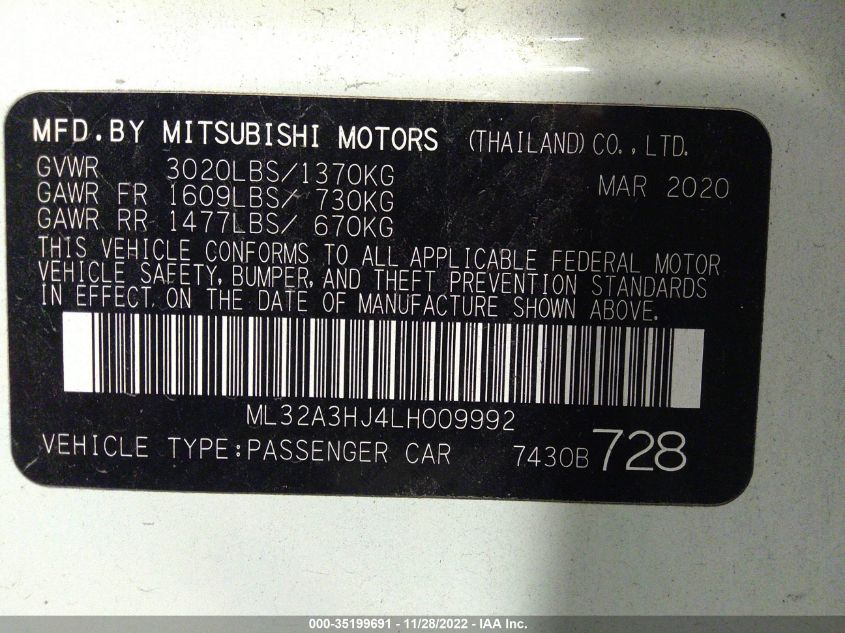 MFD.BY MITSUBISHI MOTORS (THAILAND) CO., LTD.
GVWR 3020LBS/1370KG MAR 2020
GAWR FR 1609LBS/ 730KG
GAWR RR 1477LBS/ 670KG
THIS VEHICLE CONFORMS TO ALL APPLICABLE FEDERAL MOTOR
VEHICLE SAFETY, BUMPER, AND THEFT PREVENTION STANDARDS
IN EFFECT ON THE DATE OF MANUFACTURE SHOWN ABOVE.
ML32A3HJ4LH009992
VEHICLE TYPE:PASSENGER CAR 7430B 728
000-35199691 - 11/28/2022 - IAA Inc.